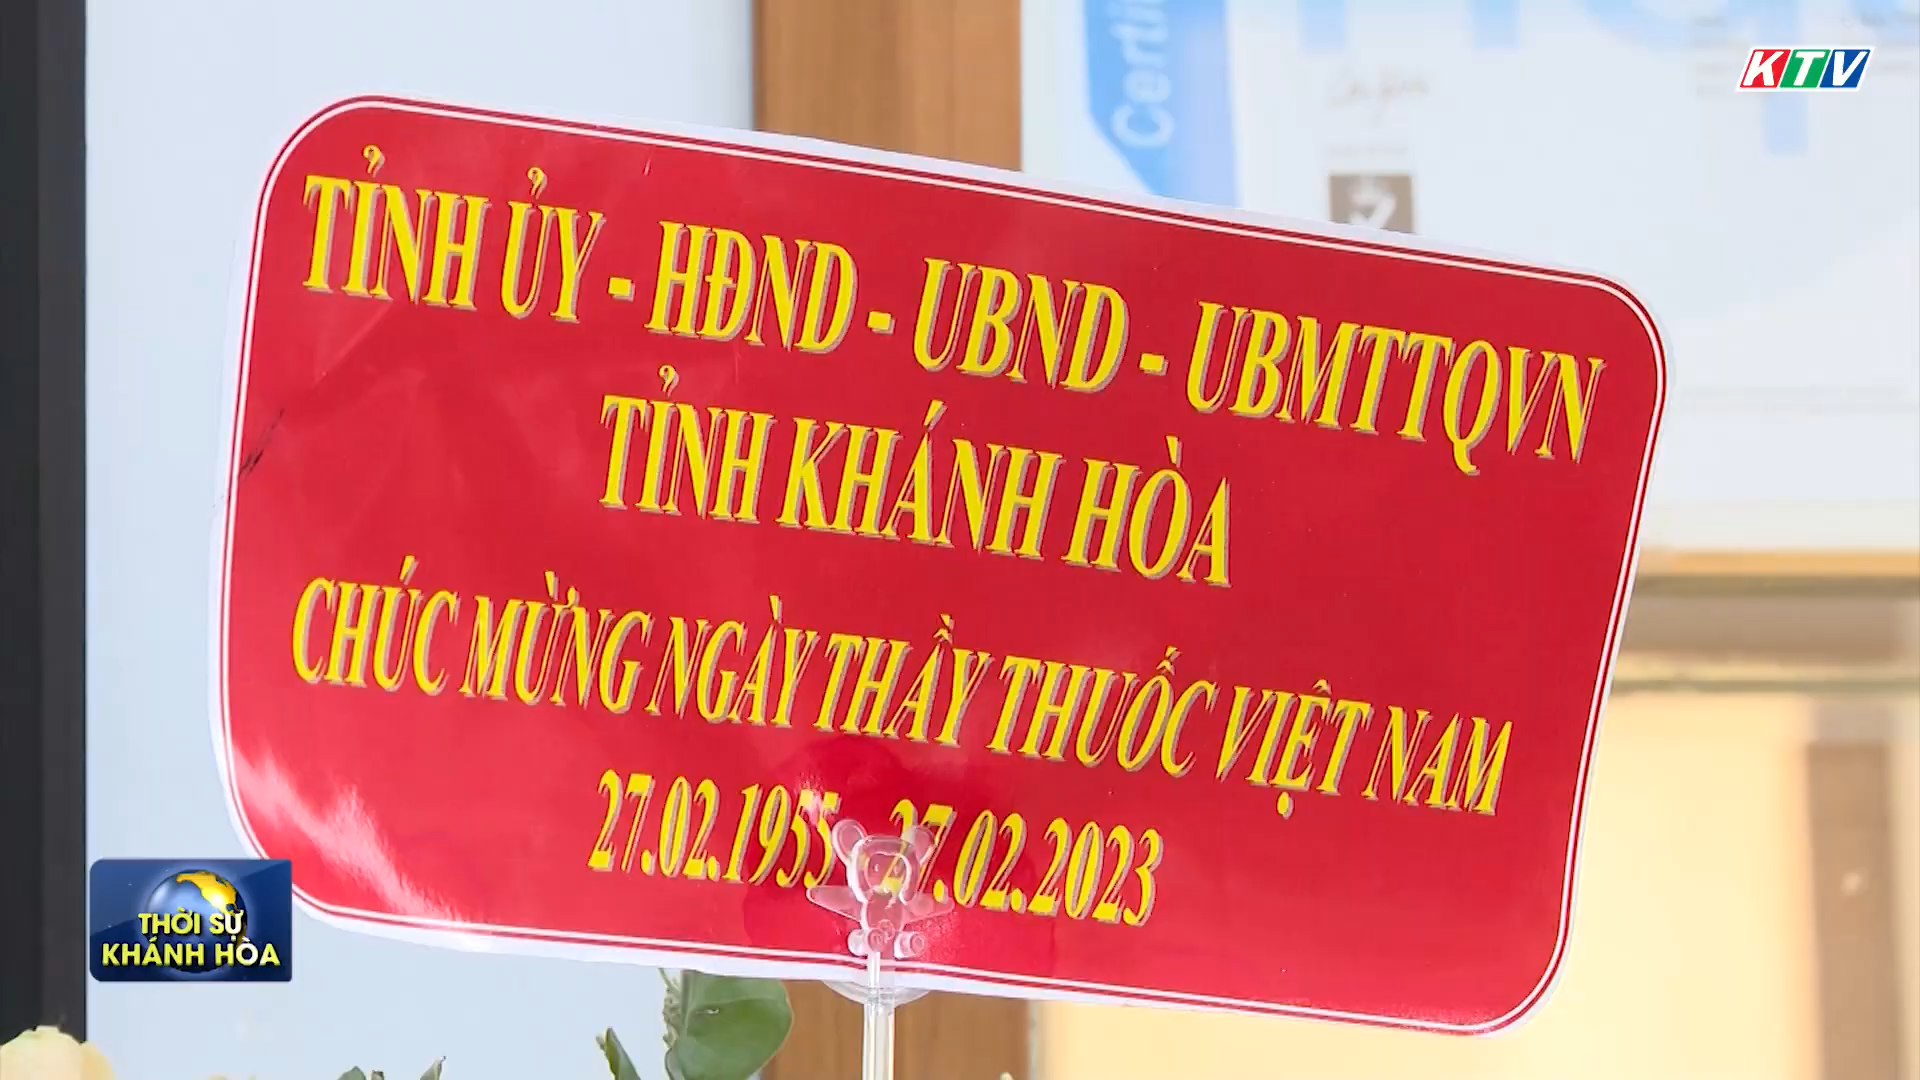 KTV
Certi
TỈNH ỦY - HĐND - UBND - UBMTTQVN
TỈNH KHÁNH HÒA
CHÚC MỪNG NGÀY THẦY THUỐC VIỆT NAM
27.02.1955 - 27.02.2023
THỜI SỰ
KHÁNH HÒA